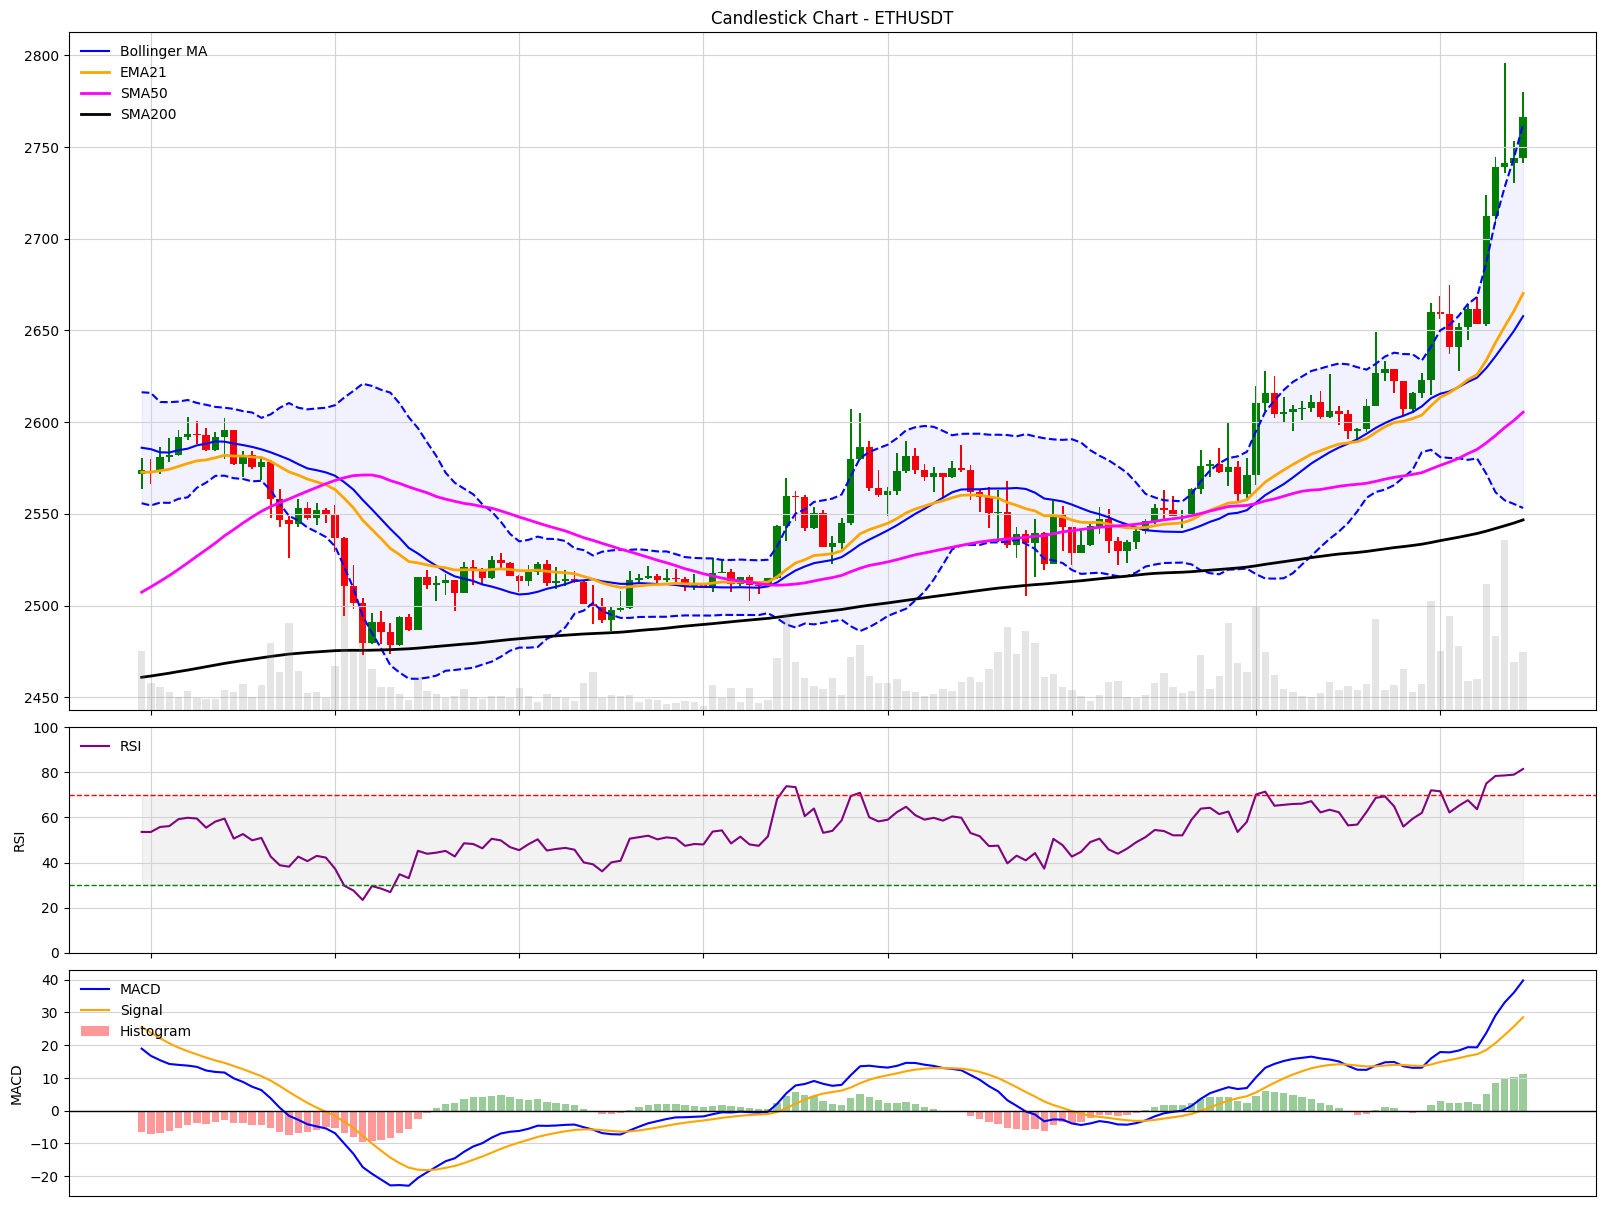 Candlestick Chart - ETHUSDT
Bollinger MA
EMA21
SMA50
SMA200
2800
2750
2700
2650
2600
2550
2500
2450
RSI
100
80
60
40
20
0
RSI
MACD
Signal
Histogram
40
30
20
10
0
−10
−20
MACD